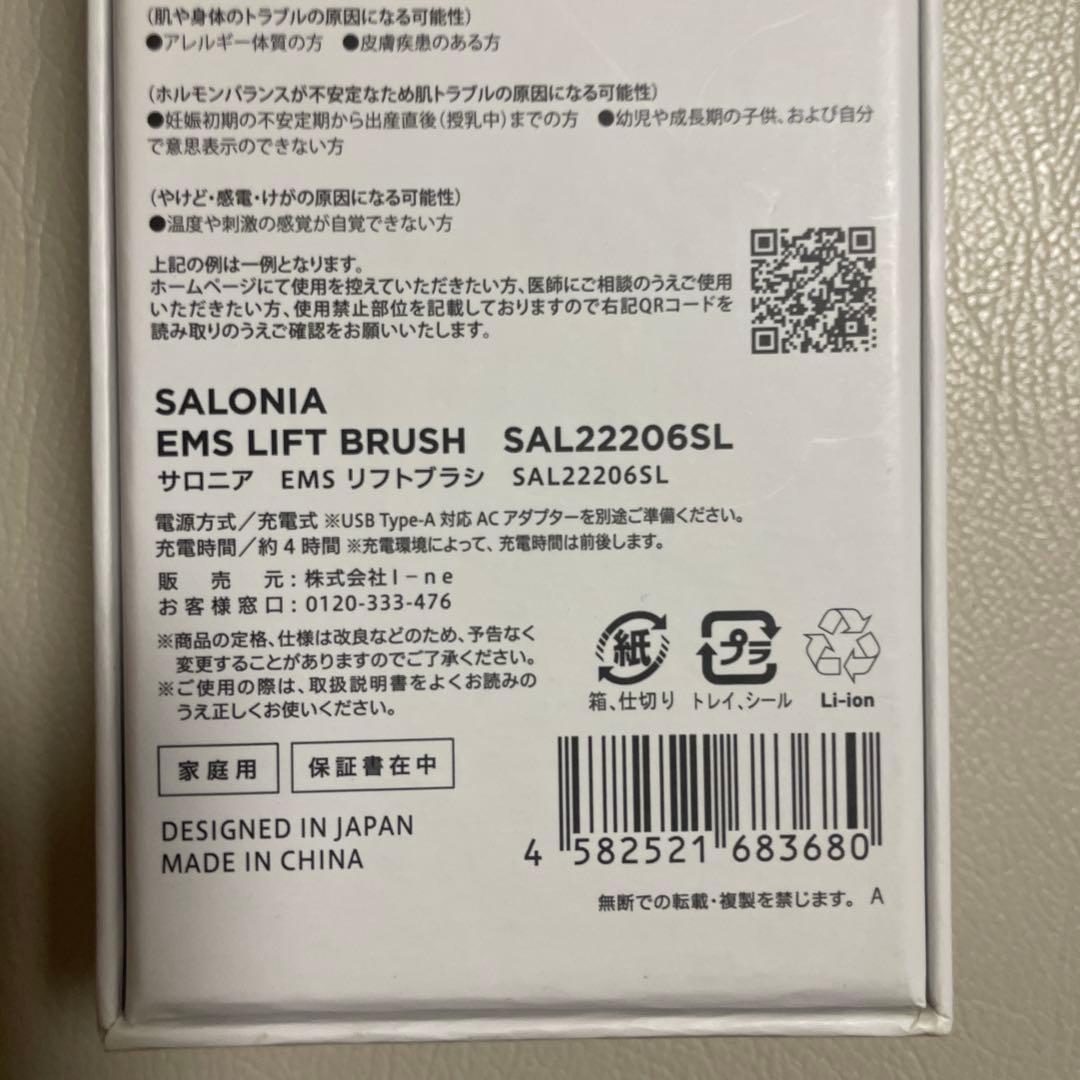 (肌や身体のトラブルの原因になる可能性)
●アレルギー体質の方　●皮膚疾患のある方
(ホルモンバランスが不安定なため肌トラブルの原因になる可能性)
●妊娠初期の不安定期から出産直後(授乳中)までの方　●幼児や成長期の子供、および自分
で意思表示のできない方
(やけど・感電・けがの原因になる可能性)
●温度や刺激の感覚が自覚できない方
上記の例は一例となります。
ホームページにて使用を控えていただきたい方、医師にご相談のうえご使用
いただきたい方、使用禁止部位を記載しておりますので右記QRコードを
読み取りのうえご確認をお願いいたします。
SALONIA
EMS LIFT BRUSH　SAL22206SL
サロニア　EMS リフトブラシ　SAL22206SL
電源方式／充電式 ※USB Type-A 対応 AC アダプターを別途ご準備ください。
充電時間／約 4 時間 ※充電環境によって、充電時間は前後します。
販売元：株式会社I－ne
お客様窓口：0120-333-476
※商品の定格、仕様は改良などのため、予告なく
変更することがありますのでご了承ください。
※ご使用の際は、取扱説明書をよくお読みの
うえ正しくお使いください。
紙
箱、仕切り
プラ
トレイ、シール
Li-ion
家庭用
保証書在中
DESIGNED IN JAPAN
MADE IN CHINA
4 582521 683680
無断での転載・複製を禁じます。 A